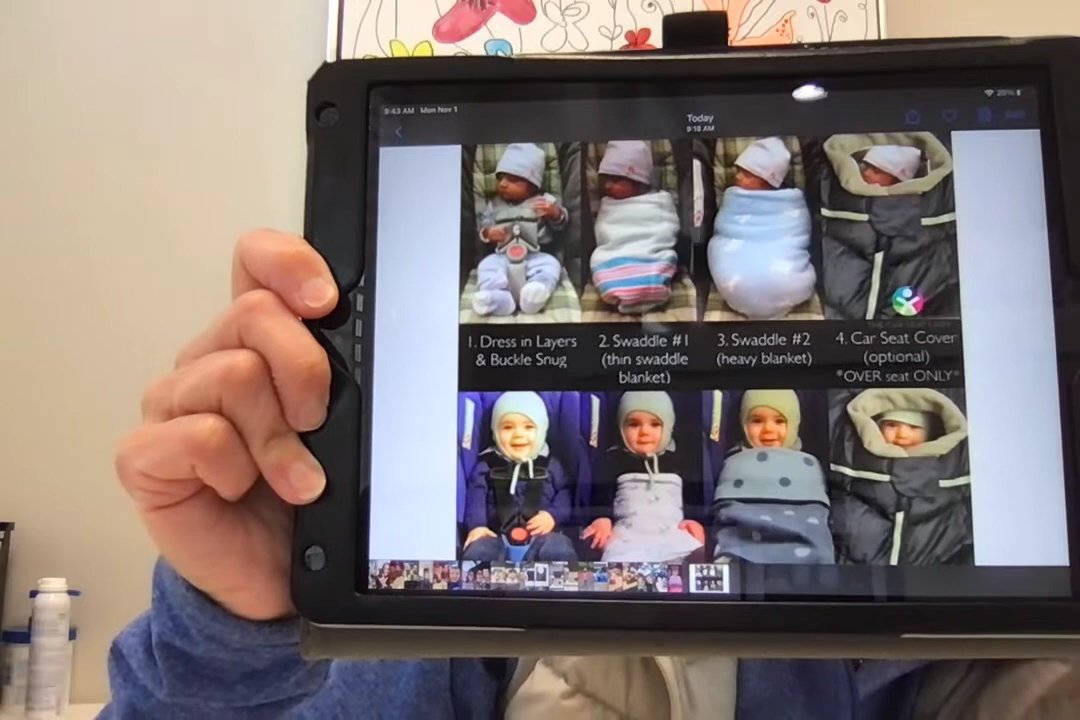 9:43 AM Mon Nov 1
Today
9:18 AM
1. Dress in Layers
& Buckle Snug
2. Swaddle #1
(thin swaddle
blanket)
3. Swaddle #2
(heavy blanket)
4. Car Seat Cover
(optional)
*OVER seat ONLY*